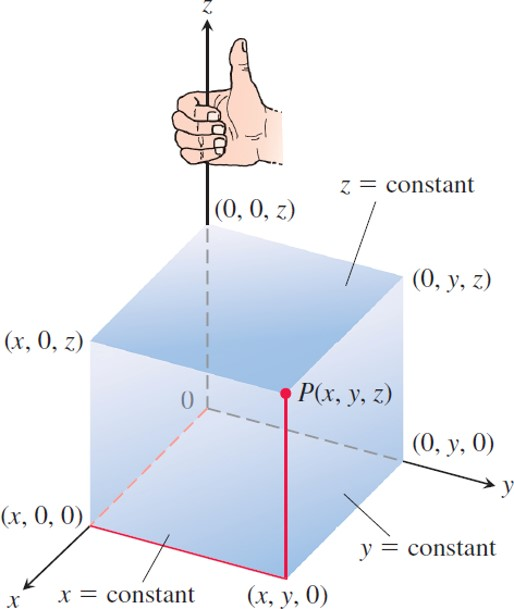 z
z = constant
(0, 0, z)
(0, y, z)
(x, 0, z)
P(x, y, z)
0
(0, y, 0)
y
(x, 0, 0)
y = constant
x
x = constant
(x, y, 0)